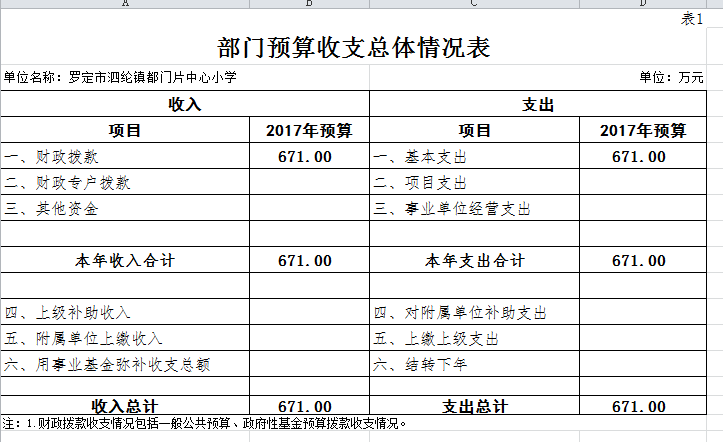 A B C D
表1
部门预算收支总体情况表
单位名称：罗定市泗纶镇都门片中心小学 单位：万元
收入 支出
项目 2017年预算 项目 2017年预算
一、财政拨款 671.00 一、基本支出 671.00
二、财政专户拨款 二、项目支出
三、其他资金 三、事业单位经营支出
本年收入合计 671.00 本年支出合计 671.00
四、上级补助收入 四、对附属单位补助支出
五、附属单位上缴收入 五、上缴上级支出
六、用事业基金弥补收支总额 六、结转下年
收入总计 671.00 支出总计 671.00
注：1.财政拨款收支情况包括一般公共预算、政府性基金预算拨款收支情况。